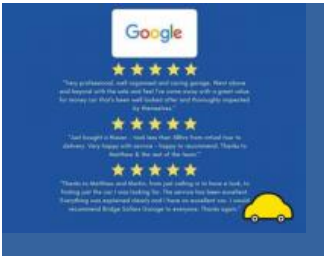 Google
"Very professional, well organised and caring garage. Went above
and beyond with the sale and feel I've come away with a great value
for money car that's been well looked after and thoroughly inspected
by themselves."
"Just bought a - took less than from virtual tour to
delivery. Very happy with service - happy to recommend. Thanks to
Matthew & the rest of the team."
"Thanks to Matthew and Martin, from just calling in to have a look, to
finding just the car I was looking for. The service has been excellent.
Everything was explained clearly and I have an excellent car. I would
recommend Bridge Garage to everyone. Thanks again."